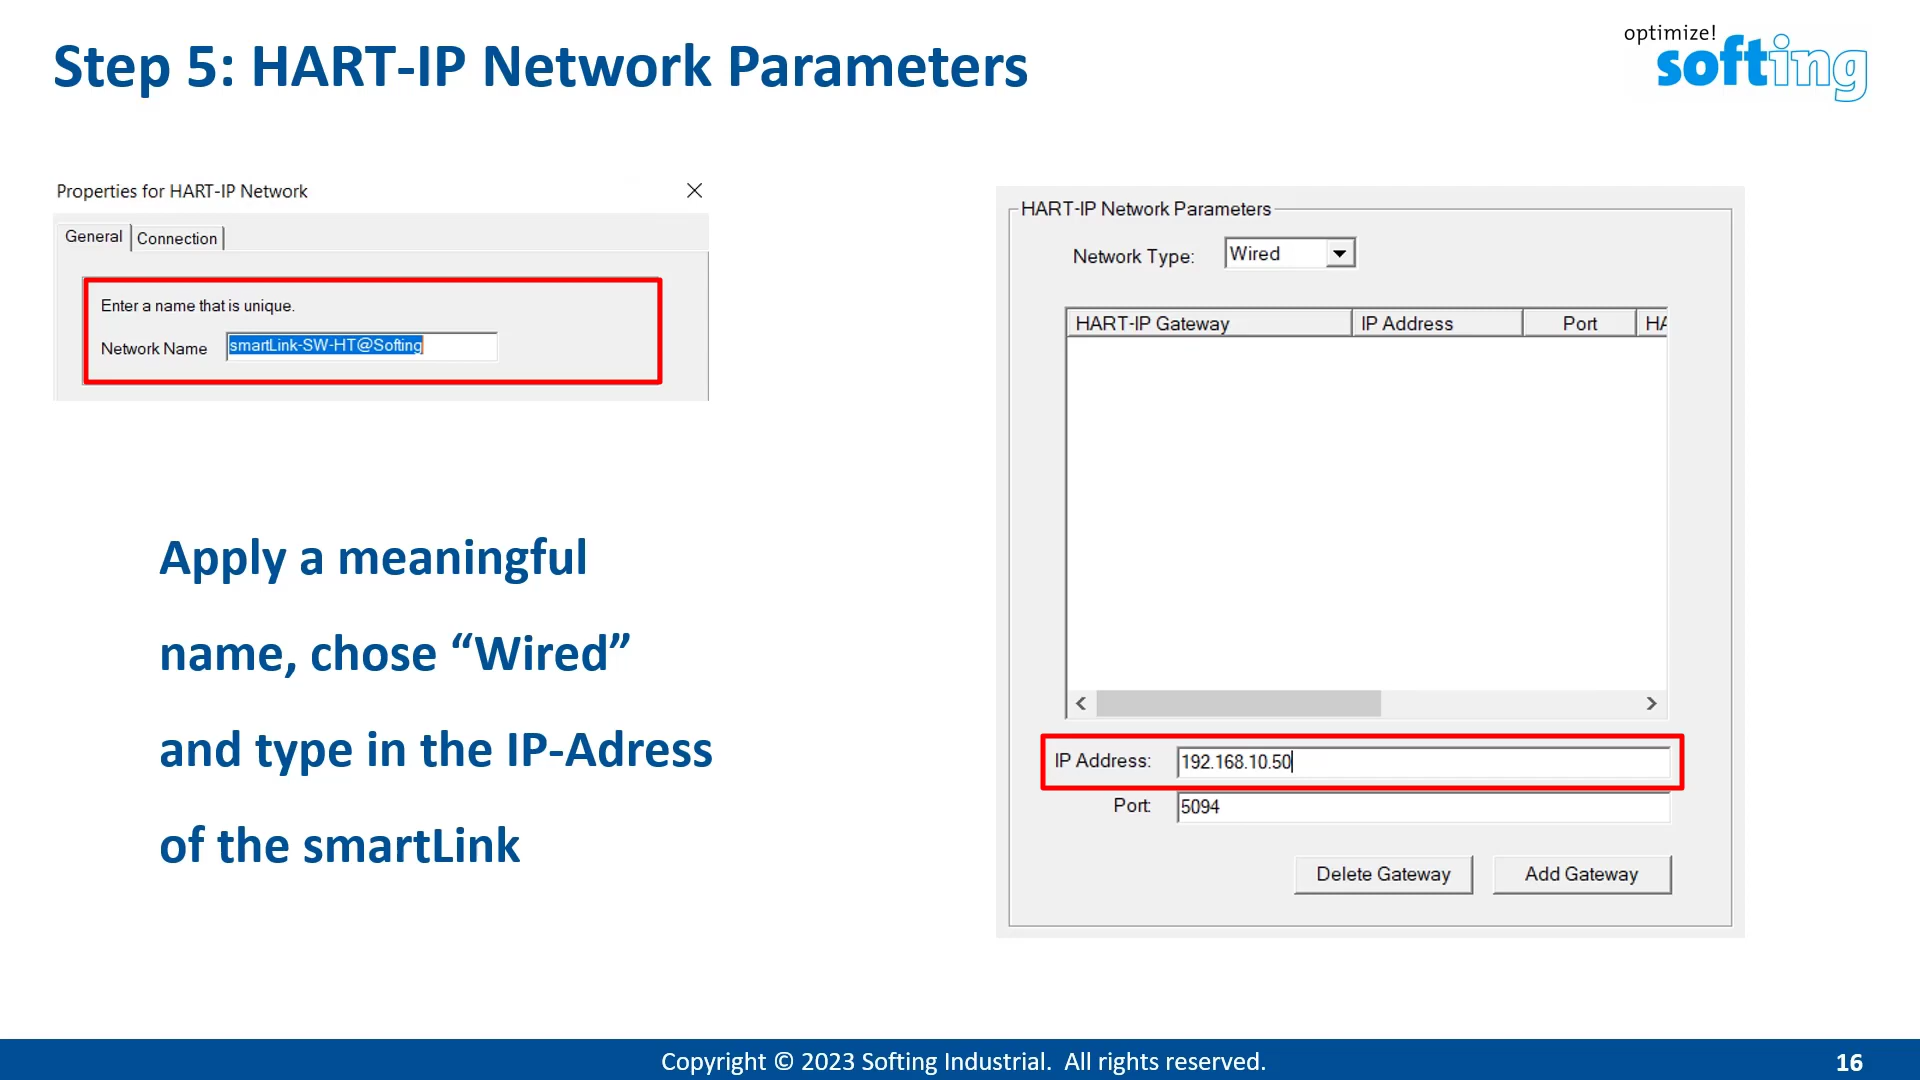 Step 5: HART-IP Network Parameters
optimize!
softing
Properties for HART-IP Network
General
Connection
Enter a name that is unique.
Network Name
smartLink-SW-HT@Softing
Apply a meaningful
name, chose “Wired”
and type in the IP-Adress
of the smartLink
HART-IP Network Parameters
Network Type:
Wired
HART-IP Gateway
IP Address
Port
HA
IP Address:
192.168.10.50
Port:
5094
Delete Gateway
Add Gateway
Copyright © 2023 Softing Industrial.  All rights reserved.
16